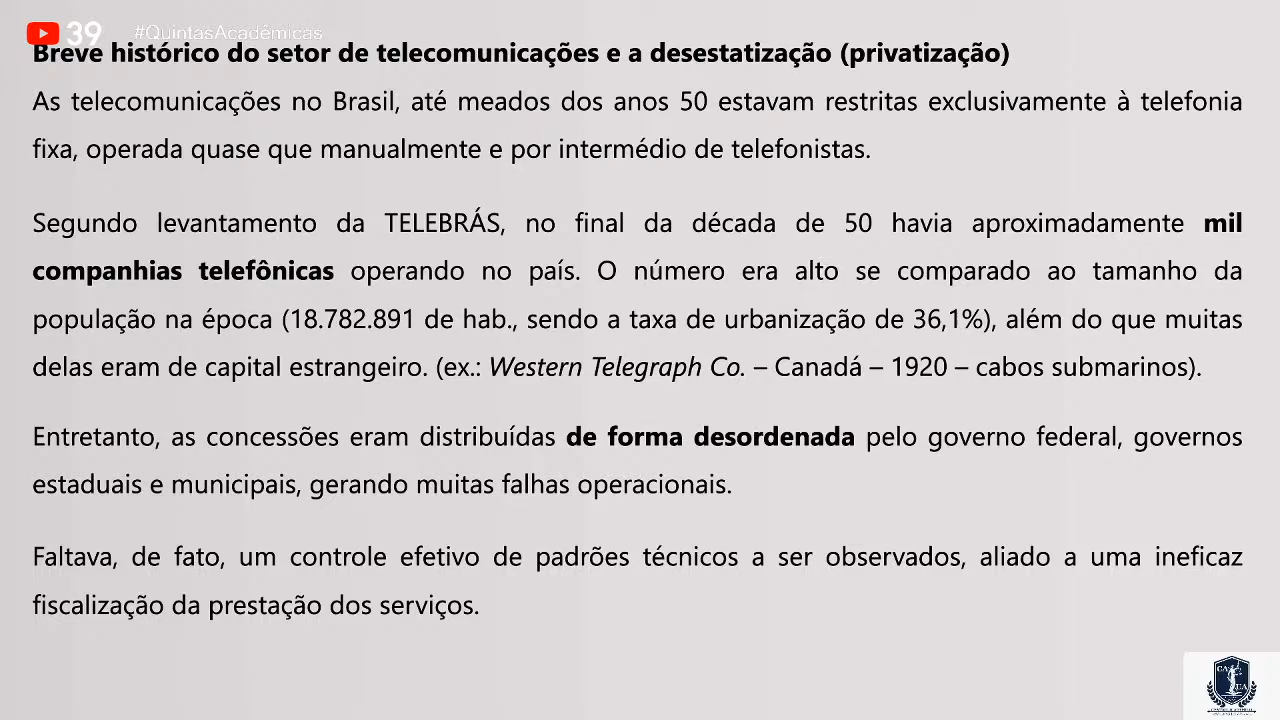 39 #QuintasAcadêmicas
Breve histórico do setor de telecomunicações e a desestatização (privatização)
As telecomunicações no Brasil, até meados dos anos 50 estavam restritas exclusivamente à telefonia
fixa, operada quase que manualmente e por intermédio de telefonistas.
Segundo levantamento da TELEBRÁS, no final da década de 50 havia aproximadamente mil
companhias telefônicas operando no país. O número era alto se comparado ao tamanho da
população na época (18.782.891 de hab., sendo a taxa de urbanização de 36,1%), além do que muitas
delas eram de capital estrangeiro. (ex.: Western Telegraph Co. – Canadá – 1920 – cabos submarinos).
Entretanto, as concessões eram distribuídas de forma desordenada pelo governo federal, governos
estaduais e municipais, gerando muitas falhas operacionais.
Faltava, de fato, um controle efetivo de padrões técnicos a ser observados, aliado a uma ineficaz
fiscalização da prestação dos serviços.